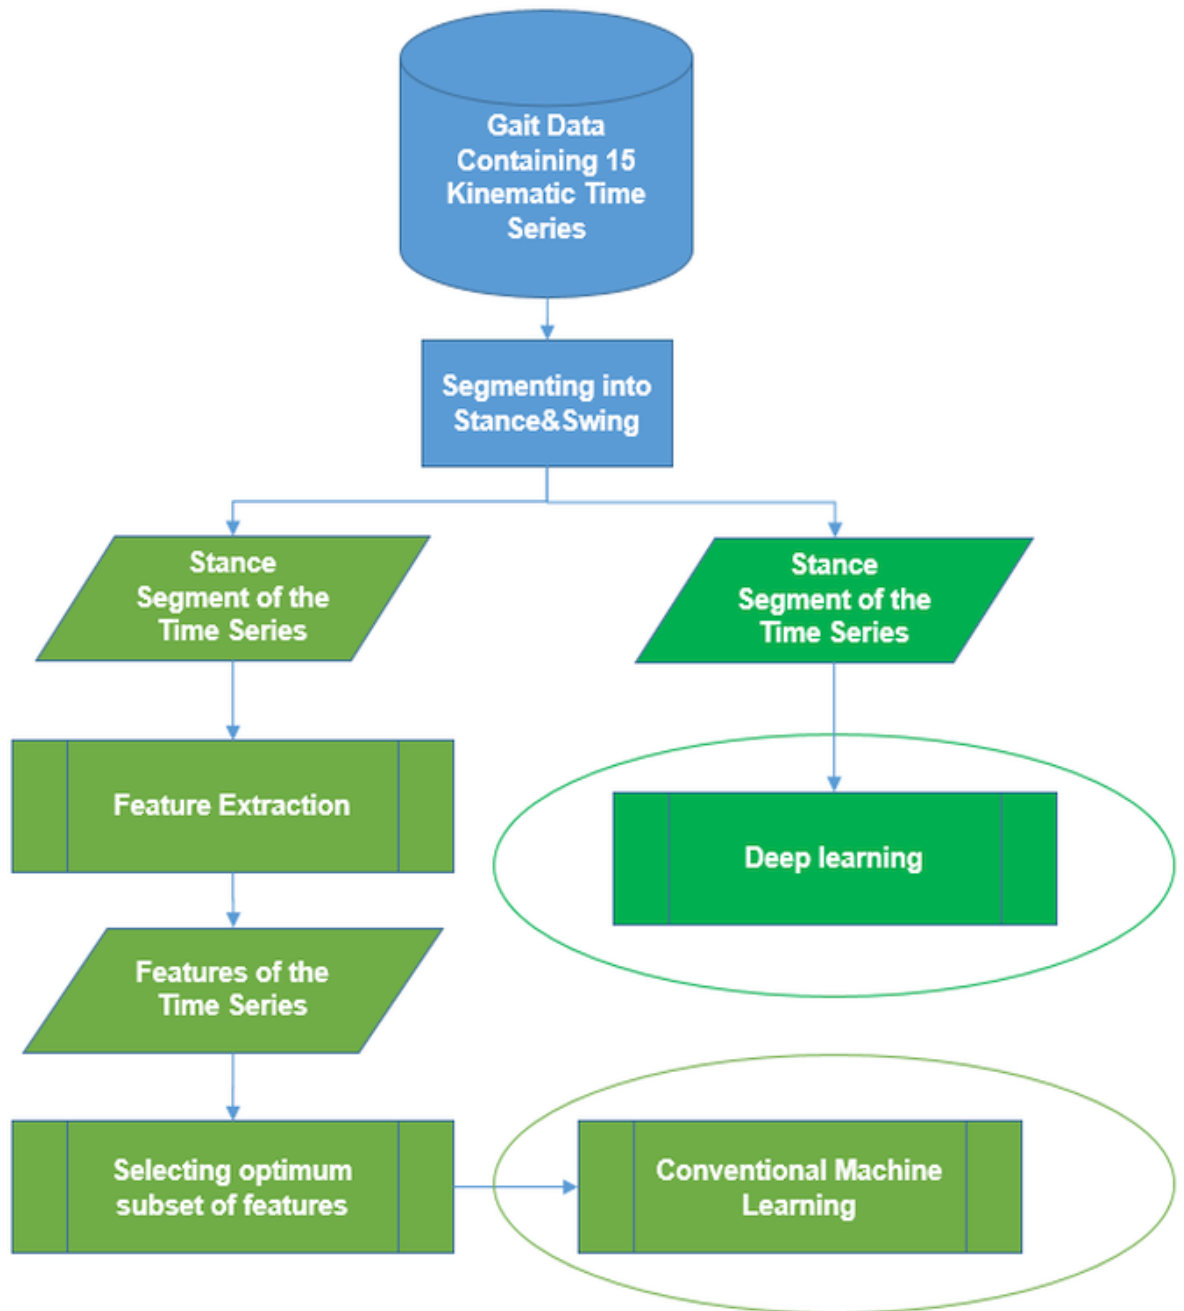 Gait Data
Containing 15
Kinematic Time
Series
Segmenting into
Stance&Swing
Stance
Segment of the
Time Series
Stance
Segment of the
Time Series
Feature Extraction
Deep learning
Features of the
Time Series
Selecting optimum
subset of features
Conventional Machine
Learning